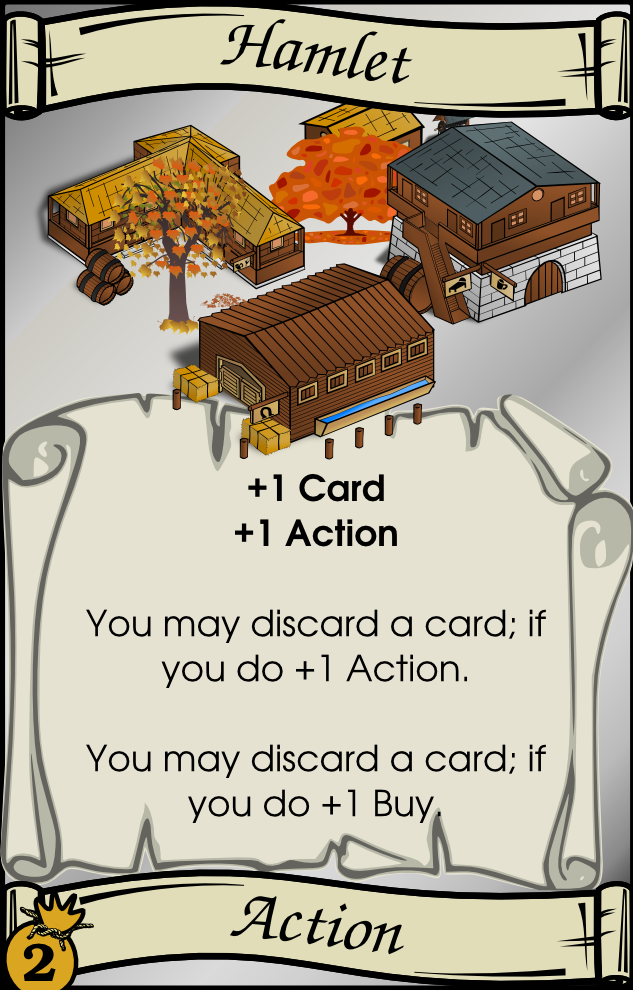 Hamlet
+1 Card
+1 Action
You may discard a card; if
you do +1 Action.
You may discard a card; if
you do +1 Buy.
Action
2